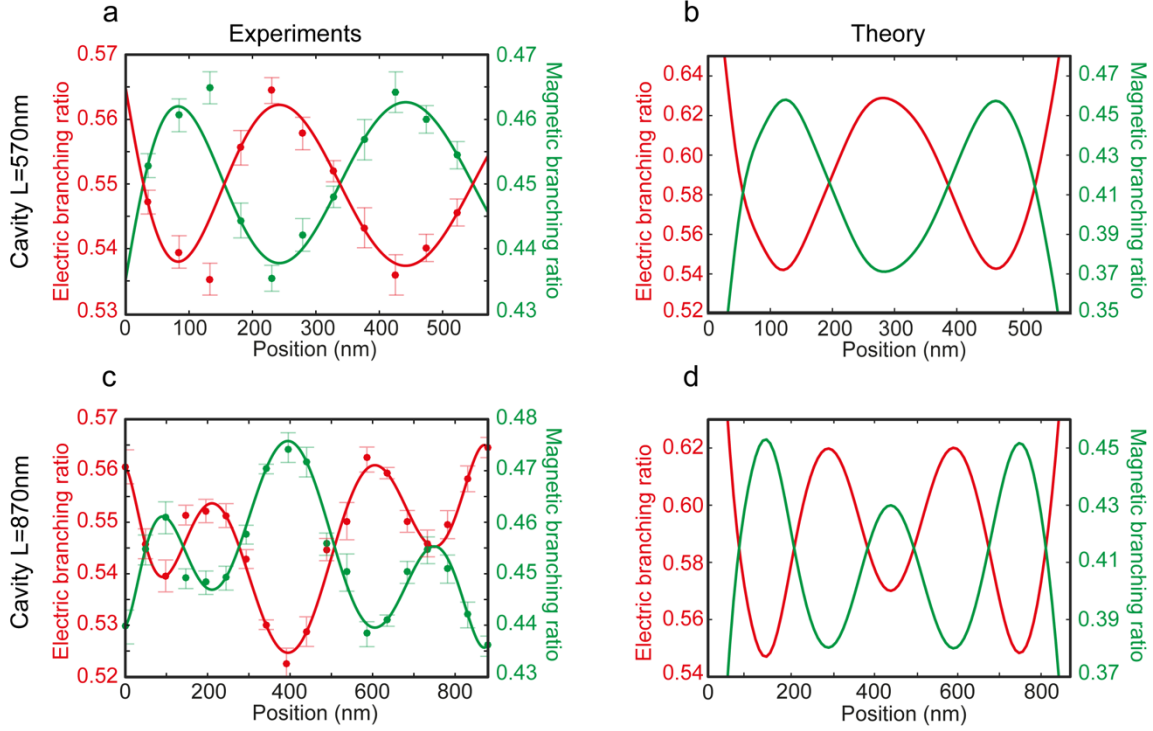 a
Experiments
b
Theory
Cavity L=570nm
Electric branching ratio
0.57
0.56
0.55
0.54
0.53
0.47
0.46
0.45
0.44
0.43
Magnetic branching ratio
0 100 200 300 400 500
Position (nm)
Electric branching ratio
0.64
0.62
0.60
0.58
0.56
0.54
0.52
0.47
0.45
0.43
0.41
0.39
0.37
0.35
Magnetic branching ratio
0 100 200 300 400 500
Position (nm)
c
d
Cavity L=870nm
Electric branching ratio
0.57
0.56
0.55
0.54
0.53
0.52
0.48
0.47
0.46
0.45
0.44
0.43
Magnetic branching ratio
0 200 400 600 800
Position (nm)
Electric branching ratio
0.62
0.60
0.58
0.56
0.54
0.45
0.43
0.41
0.39
0.37
Magnetic branching ratio
0 200 400 600 800
Position (nm)